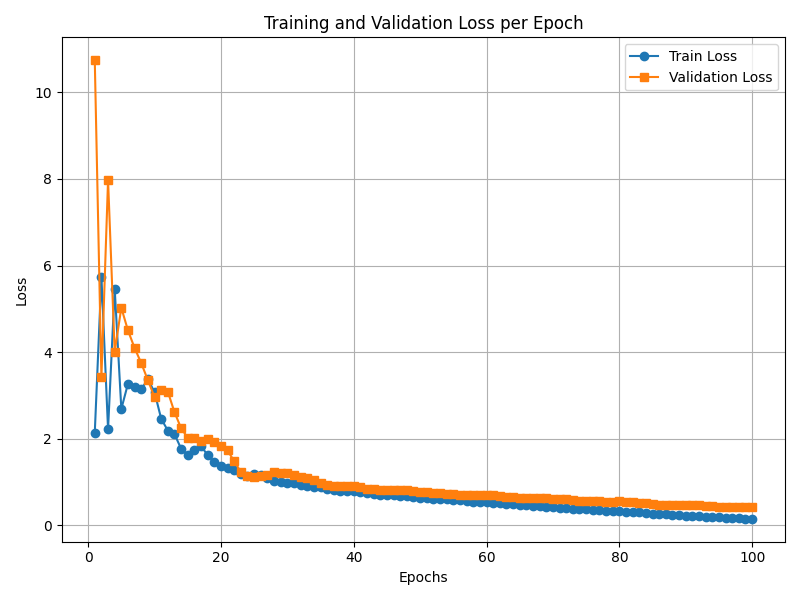 Training and Validation Loss per Epoch
Train Loss
Validation Loss
10
8
6
4
2
0
Loss
0 20 40 60 80 100
Epochs